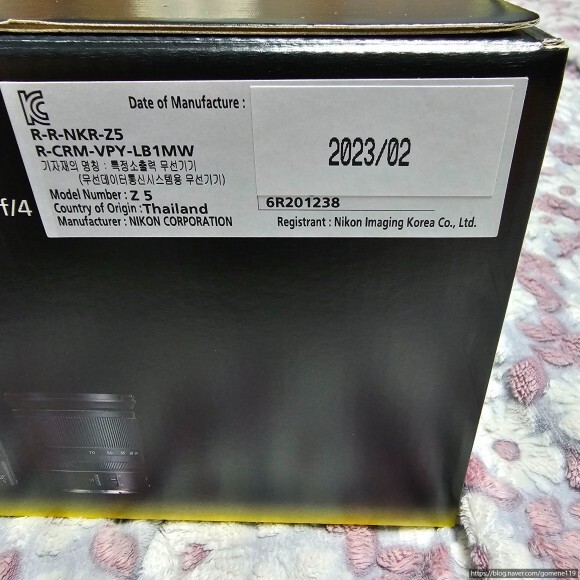 Date of Manufacture :
R-R-NKR-Z5
R-CRM-VPY-LB1MW
2023/02
기자재의 명칭 : 특정소출력 무선기기
(무선데이터통신시스템용 무선기기)
Model Number : Z 5
6R201238
f/4
Country of Origin : Thailand
Manufacturer : NIKON CORPORATION
Registrant : Nikon Imaging Korea Co., Ltd.
https://blog.naver.com/gomene119